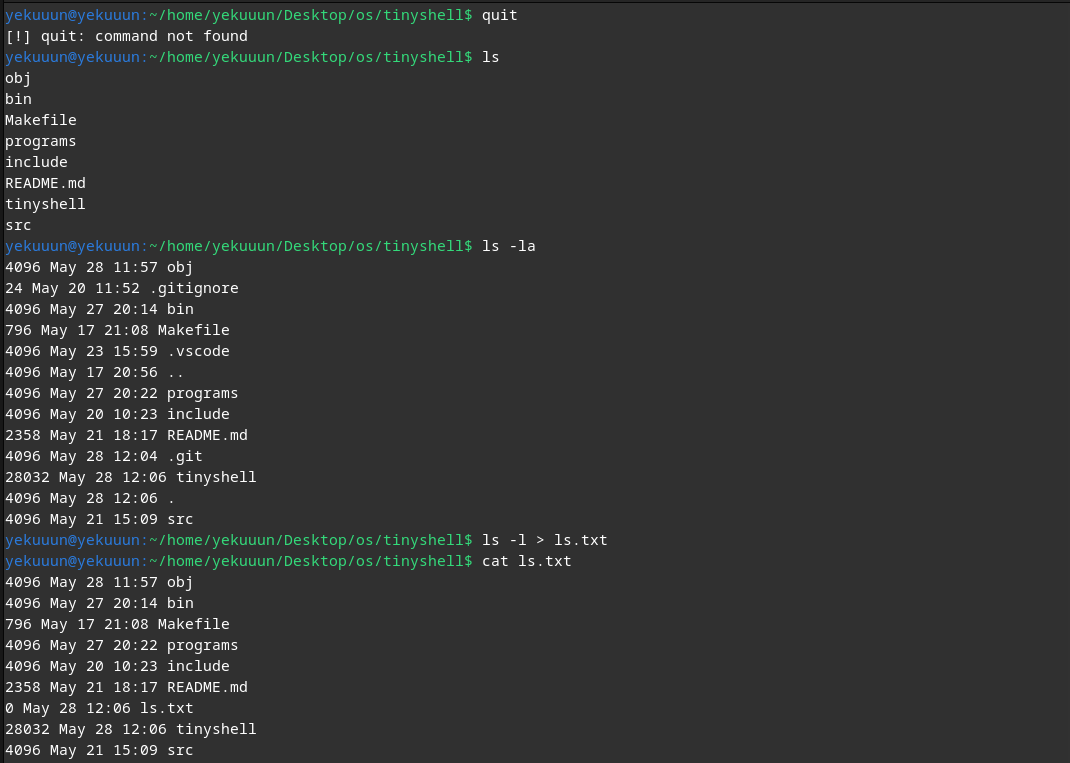 yekuuun@yekuuun:~/home/yekuuun/Desktop/os/tinyshell$ quit
[!] quit: command not found
yekuuun@yekuuun:~/home/yekuuun/Desktop/os/tinyshell$ ls
obj
bin
Makefile
programs
include
README.md
tinyshell
src
yekuuun@yekuuun:~/home/yekuuun/Desktop/os/tinyshell$ ls -la
4096 May 28 11:57 obj
24 May 20 11:52 .gitignore
4096 May 27 20:14 bin
796 May 17 21:08 Makefile
4096 May 23 15:59 .vscode
4096 May 17 20:56 ..
4096 May 27 20:22 programs
4096 May 20 10:23 include
2358 May 21 18:17 README.md
4096 May 28 12:04 .git
28032 May 28 12:06 tinyshell
4096 May 28 12:06 .
4096 May 21 15:09 src
yekuuun@yekuuun:~/home/yekuuun/Desktop/os/tinyshell$ ls -l > ls.txt
yekuuun@yekuuun:~/home/yekuuun/Desktop/os/tinyshell$ cat ls.txt
4096 May 28 11:57 obj
4096 May 27 20:14 bin
796 May 17 21:08 Makefile
4096 May 27 20:22 programs
4096 May 20 10:23 include
2358 May 21 18:17 README.md
0 May 28 12:06 ls.txt
28032 May 28 12:06 tinyshell
4096 May 21 15:09 src